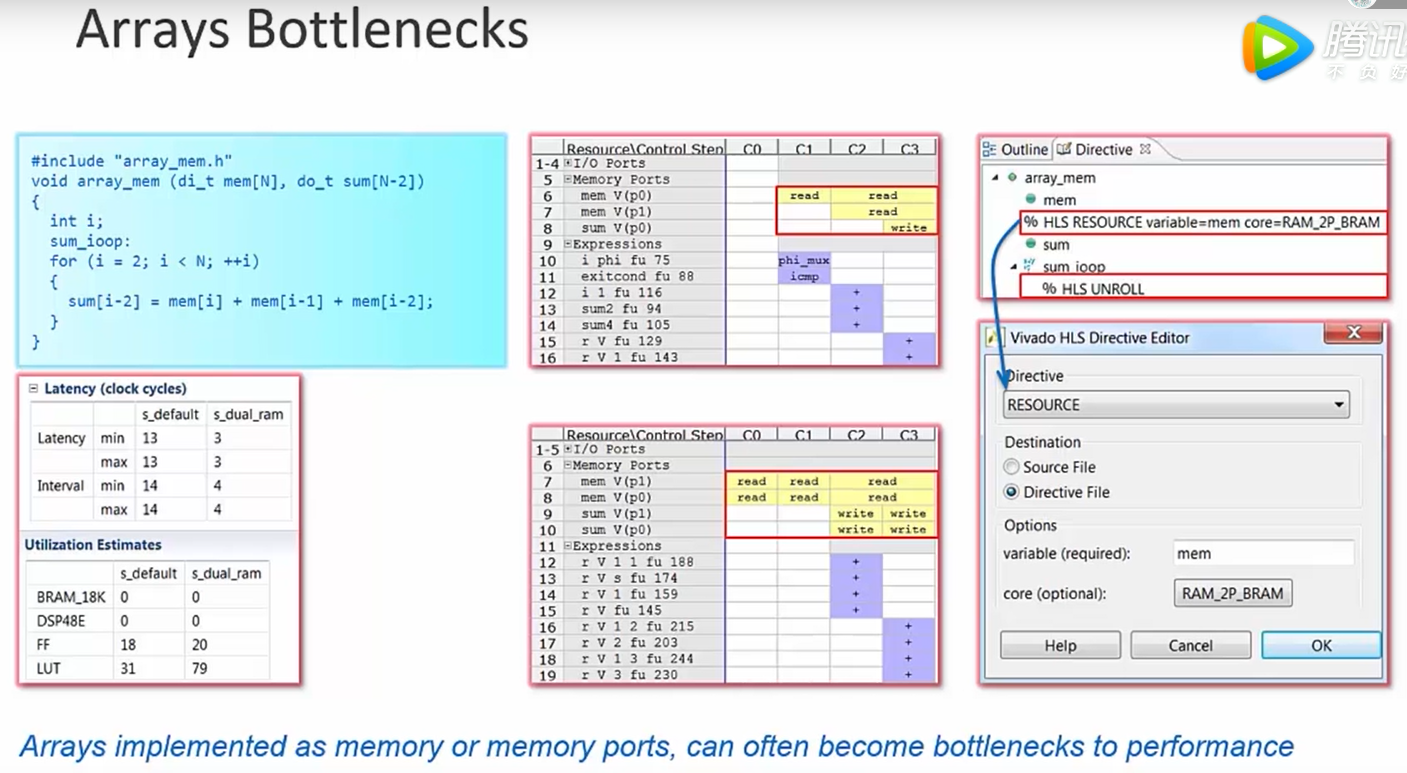 Arrays Bottlenecks
腾讯
不 负 好
#include "array_mem.h"
void array_mem (di_t mem[N], do_t sum[N-2])
{
int i;
sum_ioop:
for (i = 2; i < N; ++i)
{
sum[i-2] = mem[i] + mem[i-1] + mem[i-2];
}
}
Latency (clock cycles)
s_default s_dual_ram
Latency min 13 3
max 13 3
Interval min 14 4
max 14 4
Utilization Estimates
s_default s_dual_ram
BRAM_18K 0 0
DSP48E 0 0
FF 18 20
LUT 31 79
Resource\Control Step C0 C1 C2 C3
1-4 I/O Ports
5 Memory Ports
6 mem V(p0) read read
7 mem V(p1) read
8 sum V(p0) write
9 Expressions
10 i phi fu 75 phi_mux
11 exitcond fu 88 icmp
12 i 1 fu 116 +
13 sum2 fu 94 +
14 sum4 fu 105 +
15 r V fu 129 +
16 r V 1 fu 143 +
Resource\Control Step C0 C1 C2 C3
1-5 I/O Ports
6 Memory Ports
7 mem V(p1) read read read
8 mem V(p0) read read read
9 sum V(p1) write write
10 sum V(p0) write write
11 Expressions
12 r V 1 1 fu 188 +
13 r V s fu 174 +
14 r V 1 fu 159 +
15 r V fu 145 +
16 r V 1 2 fu 215 +
17 r V 2 fu 203 +
18 r V 1 3 fu 244 +
19 r V 3 fu 230 +
Outline Directive
array_mem
mem
% HLS RESOURCE variable=mem core=RAM_2P_BRAM
sum
sum_ioop
% HLS UNROLL
Vivado HLS Directive Editor
Directive
RESOURCE
Destination
Source File
Directive File
Options
variable (required): mem
core (optional): RAM_2P_BRAM
Help Cancel OK
Arrays implemented as memory or memory ports, can often become bottlenecks to performance